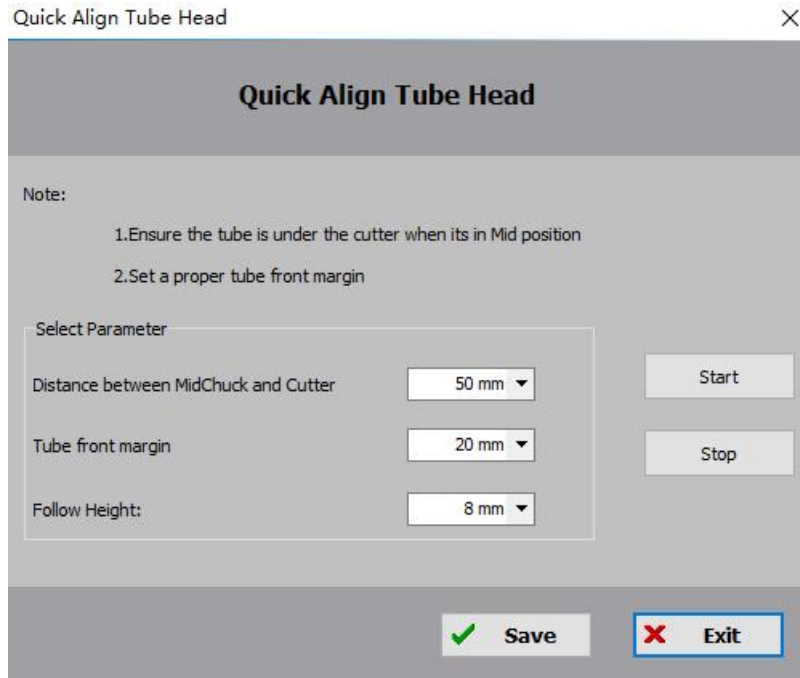 Quick Align Tube Head
Quick Align Tube Head
Note:
1.Ensure the tube is under the cutter when its in Mid position
2.Set a proper tube front margin
Select Parameter
Distance between MidChuck and Cutter 50 mm
Start
Tube front margin 20 mm
Stop
Follow Height: 8 mm
Save Exit